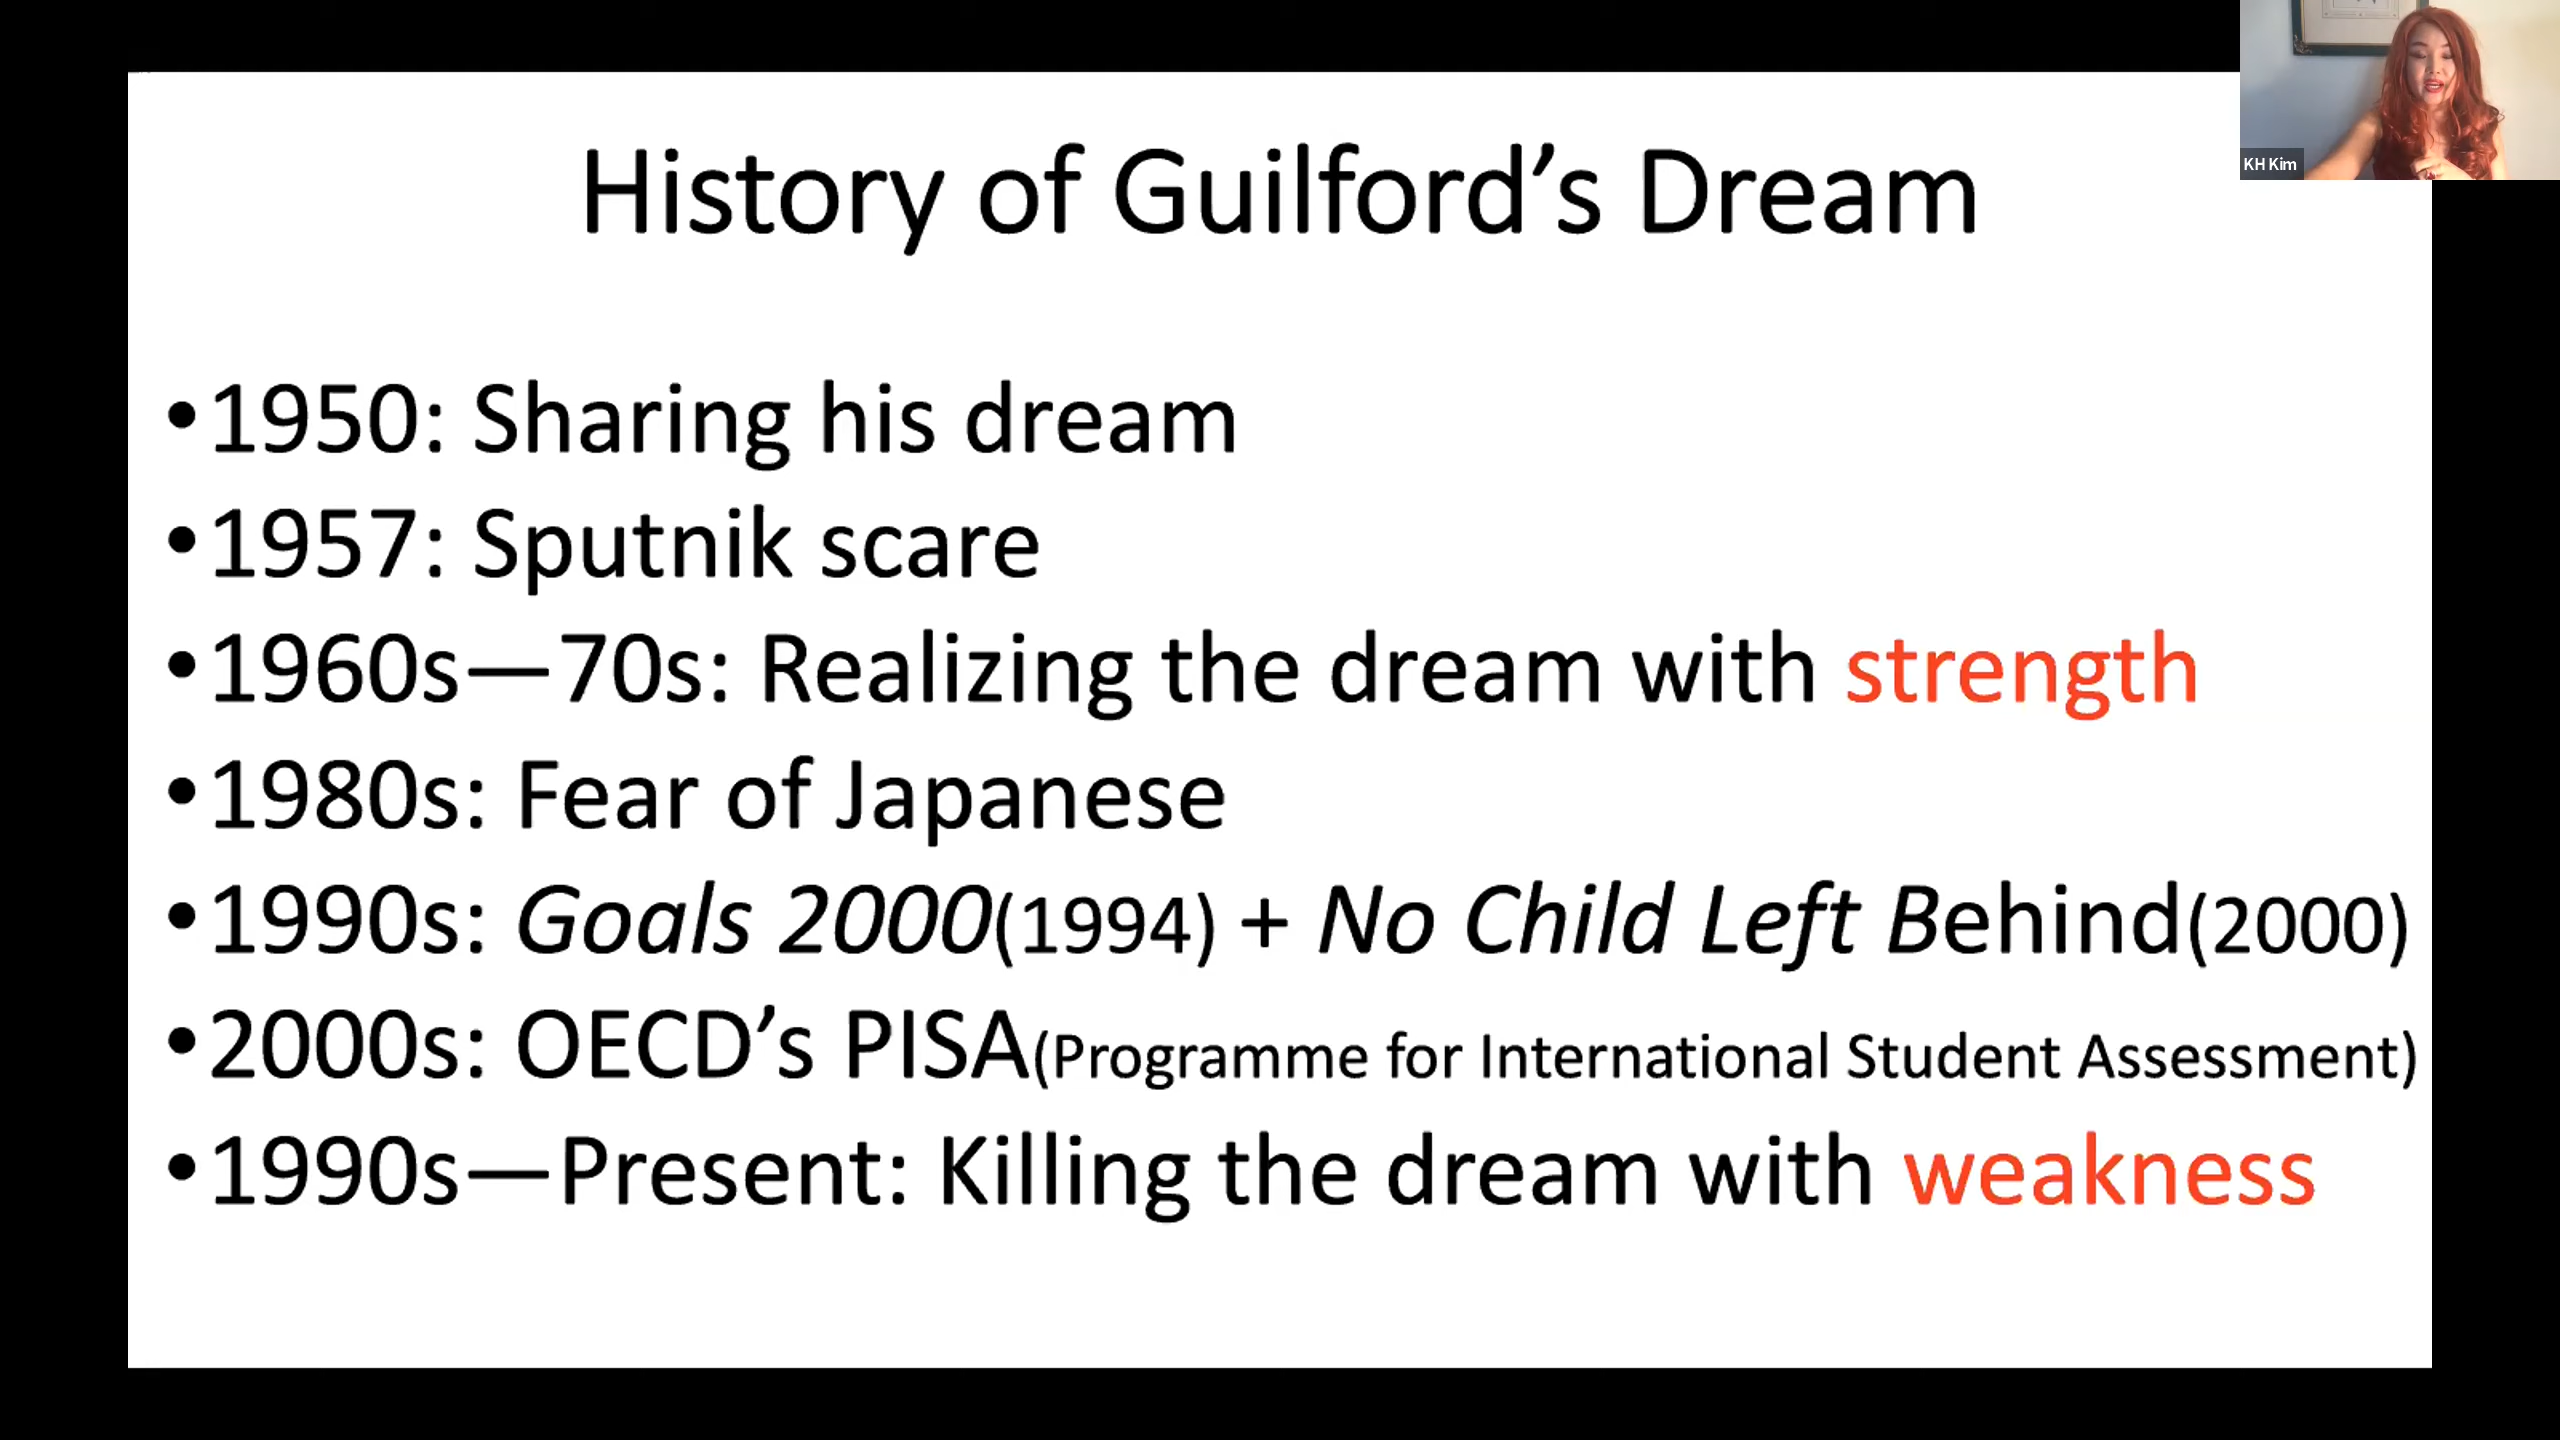 KH Kim
History of Guilford’s Dream
•1950: Sharing his dream
•1957: Sputnik scare
•1960s—70s: Realizing the dream with strength
•1980s: Fear of Japanese
•1990s: Goals 2000(1994) + No Child Left Behind(2000)
•2000s: OECD’s PISA(Programme for International Student Assessment)
•1990s—Present: Killing the dream with weakness